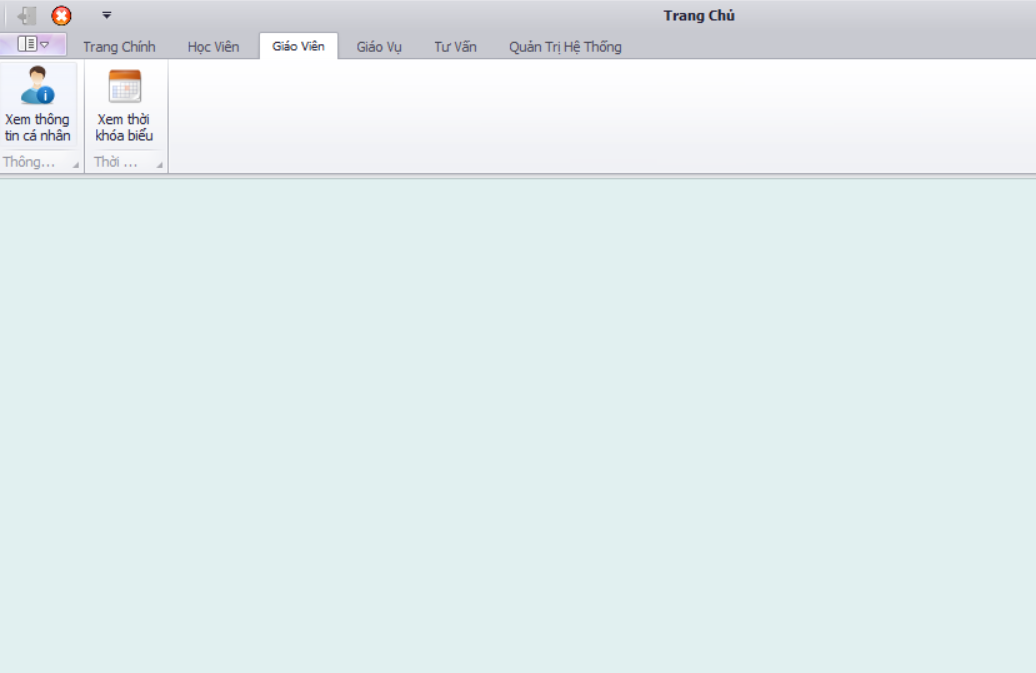 Trang Chủ
Trang Chính Học Viên Giáo Viên Giáo Vụ Tư Vấn Quản Trị Hệ Thống
Xem thông
tin cá nhân
Xem thời
khóa biểu
Thông... Thời ...